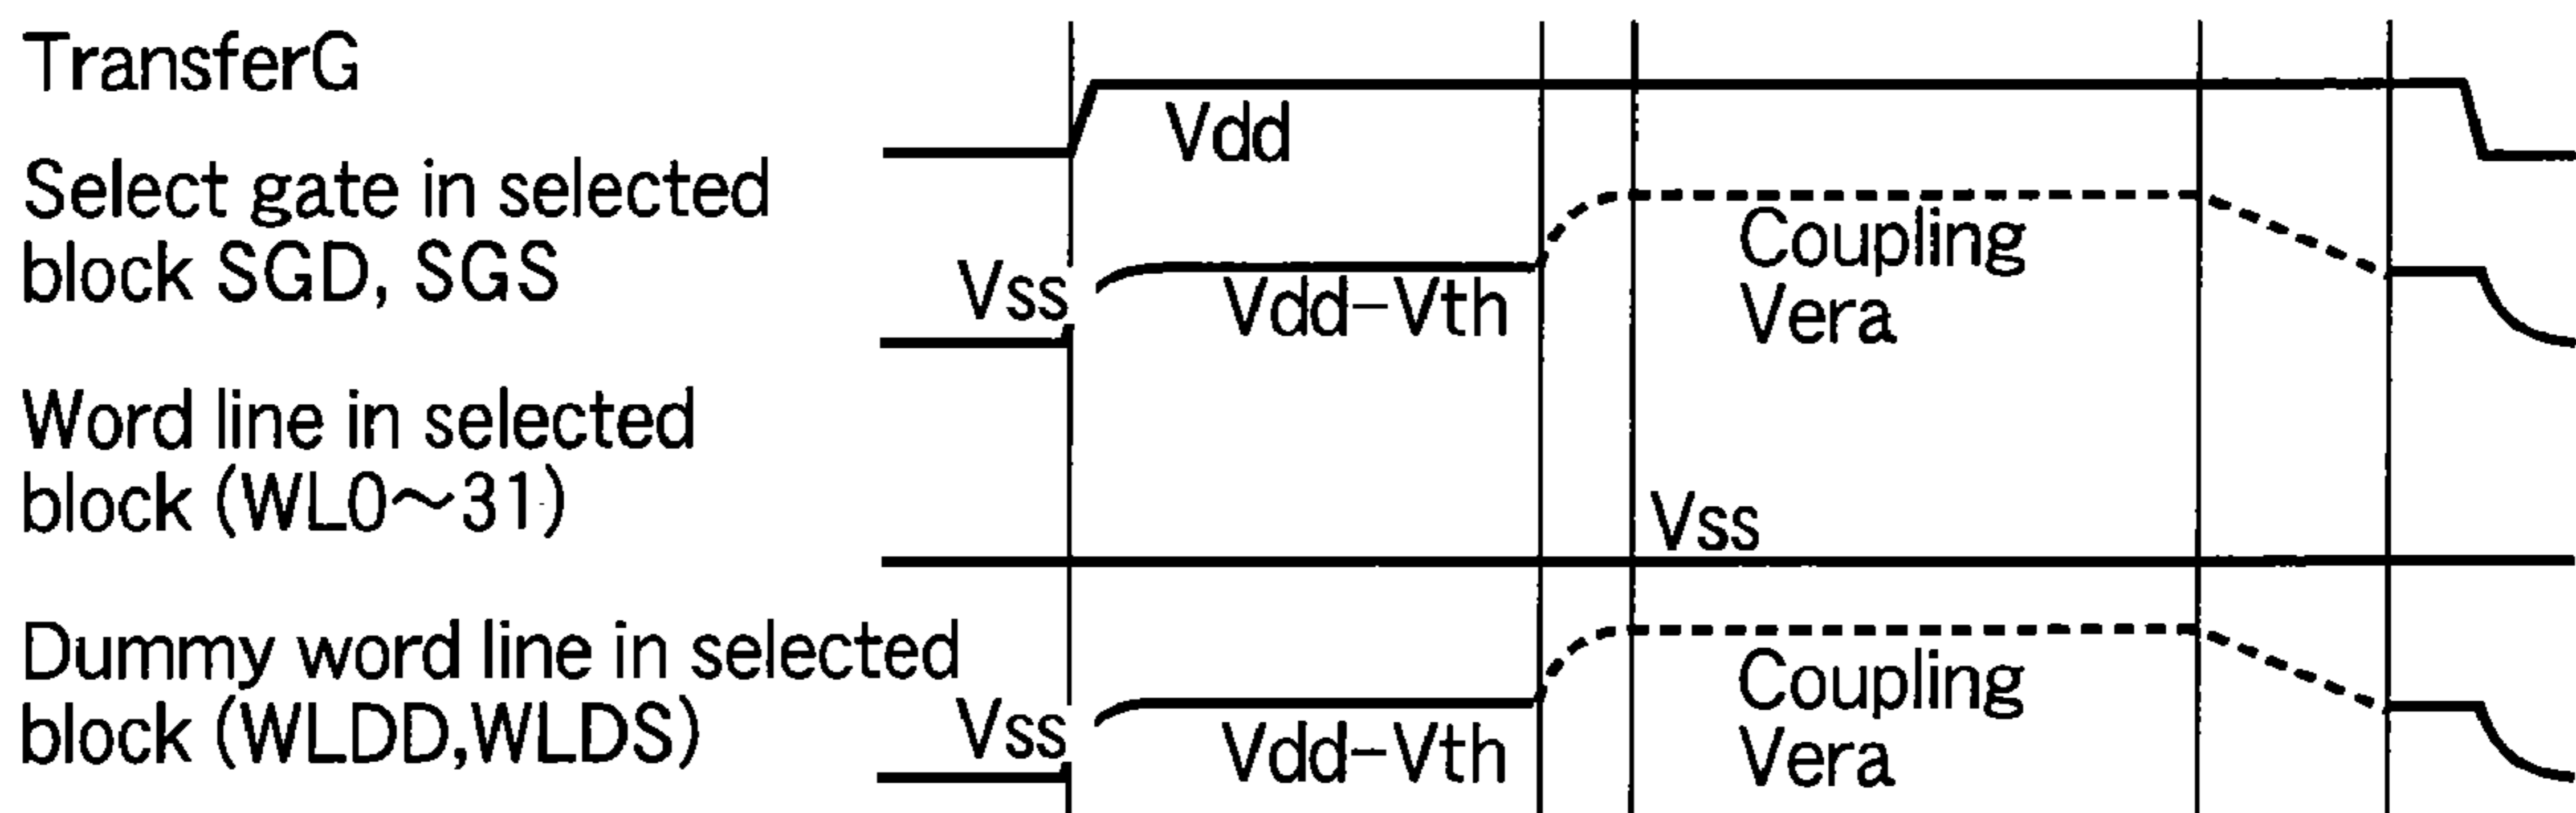 TransferG
Vdd
Select gate in selected
block SGD, SGS
Vss
Vdd-Vth
Coupling
Vera
Word line in selected
block (WL0～31)
Vss
Dummy word line in selected
block (WLDD,WLDS)
Vss
Vdd-Vth
Coupling
Vera